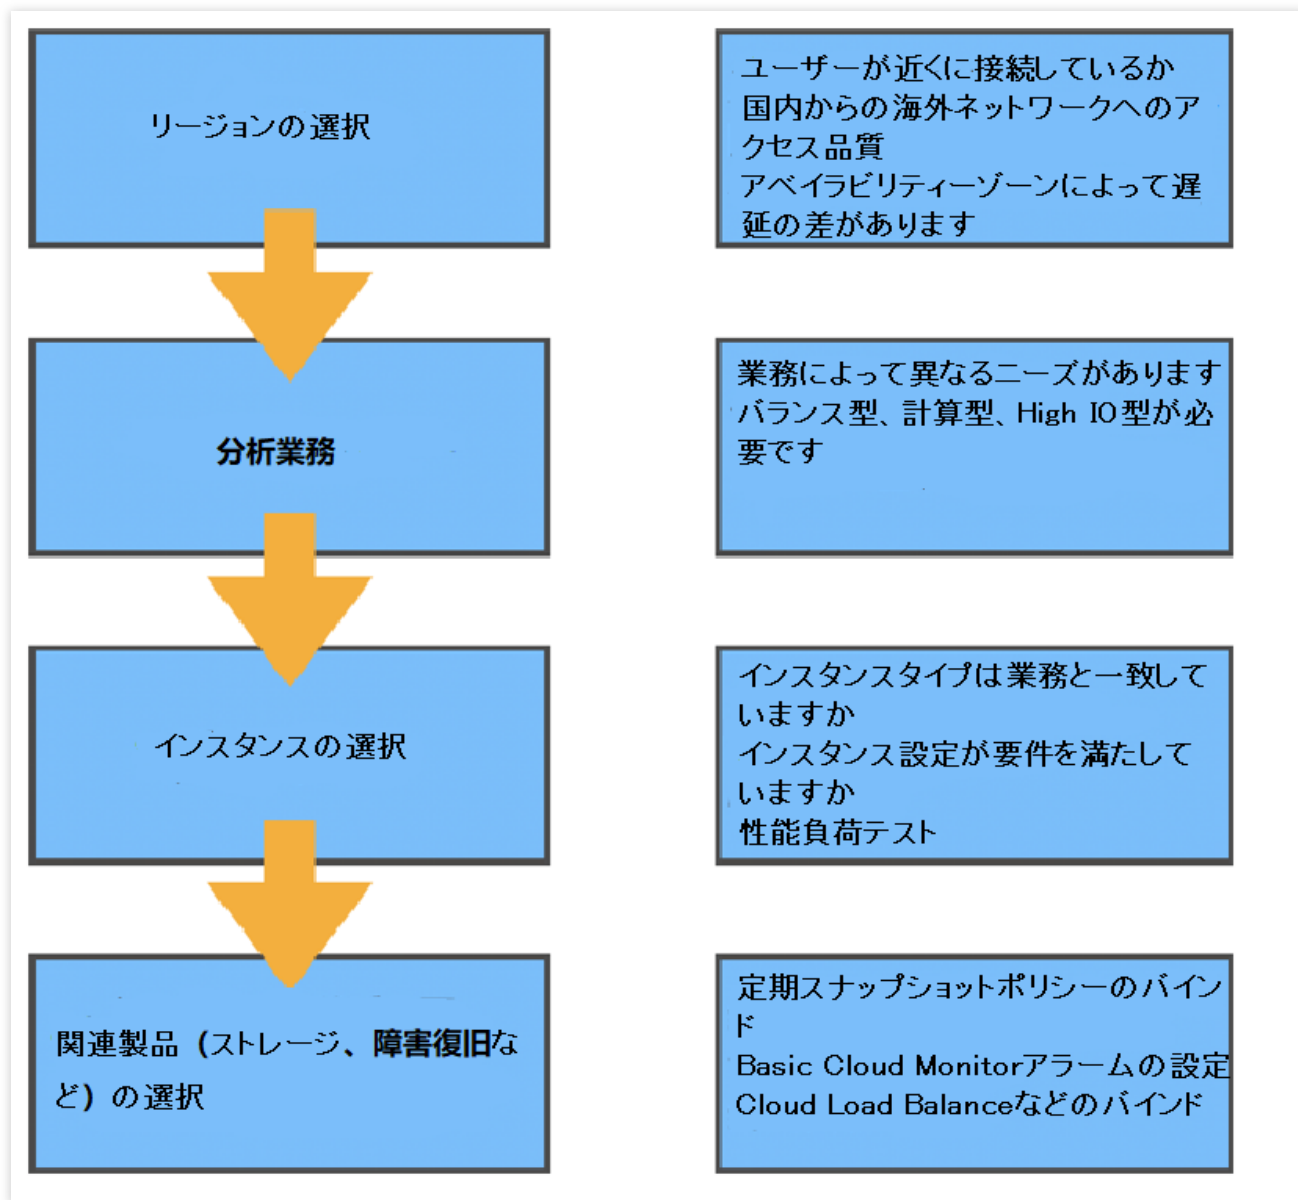 リージョンの選択
ユーザーが近くに接続しているか
国内からの海外ネットワークへのア
クセス品質
アベイラビリティーゾーンによって遅
延の差があります
分析業務
業務によって異なるニーズがあります
バランス型、計算型、High IO型が必
要です
インスタンスの選択
インスタンスタイプは業務と一致して
いますか
インスタンス設定が要件を満たして
いますか
性能負荷テスト
関連製品（ストレージ、障害復旧な
ど）の選択
定期スナップショットポリシーのバイン
ド
Basic Cloud Monitorアラームの設定
Cloud Load Balanceなどのバインド